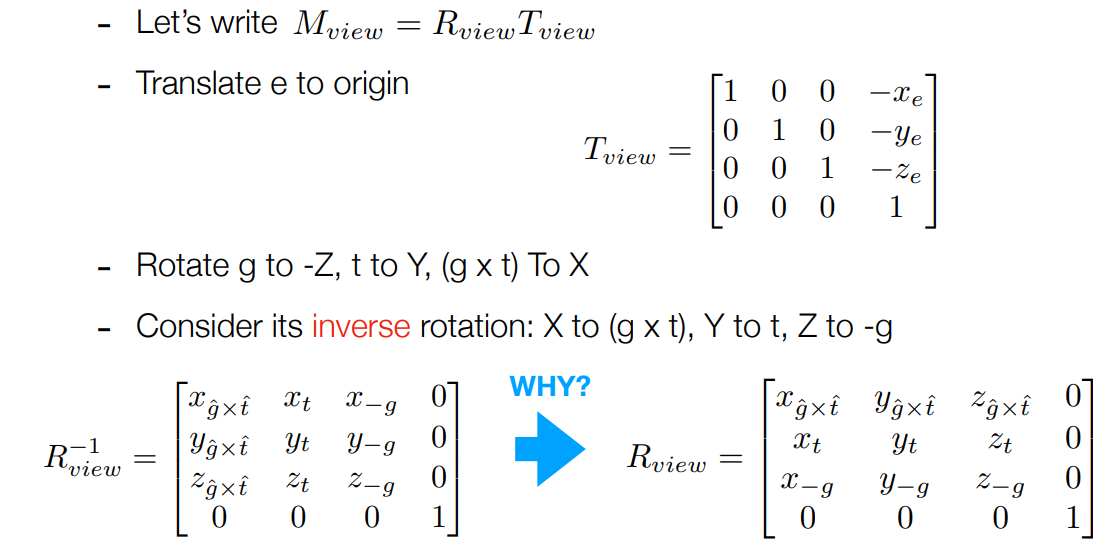 - Let's write $M_{view} = R_{view}T_{view}$
- Translate e to origin
$T_{view} = \begin{bmatrix} 1 & 0 & 0 & -x_e \\ 0 & 1 & 0 & -y_e \\ 0 & 0 & 1 & -z_e \\ 0 & 0 & 0 & 1 \end{bmatrix}$
- Rotate g to -Z, t to Y, (g x t) To X
- Consider its inverse rotation: X to (g x t), Y to t, Z to -g
$R_{view}^{-1} = \begin{bmatrix} x_{\hat{g}\times\hat{t}} & x_t & x_{-g} & 0 \\ y_{\hat{g}\times\hat{t}} & y_t & y_{-g} & 0 \\ z_{\hat{g}\times\hat{t}} & z_t & z_{-g} & 0 \\ 0 & 0 & 0 & 1 \end{bmatrix}$
WHY?
$R_{view} = \begin{bmatrix} x_{\hat{g}\times\hat{t}} & y_{\hat{g}\times\hat{t}} & z_{\hat{g}\times\hat{t}} & 0 \\ x_t & y_t & z_t & 0 \\ x_{-g} & y_{-g} & z_{-g} & 0 \\ 0 & 0 & 0 & 1 \end{bmatrix}$